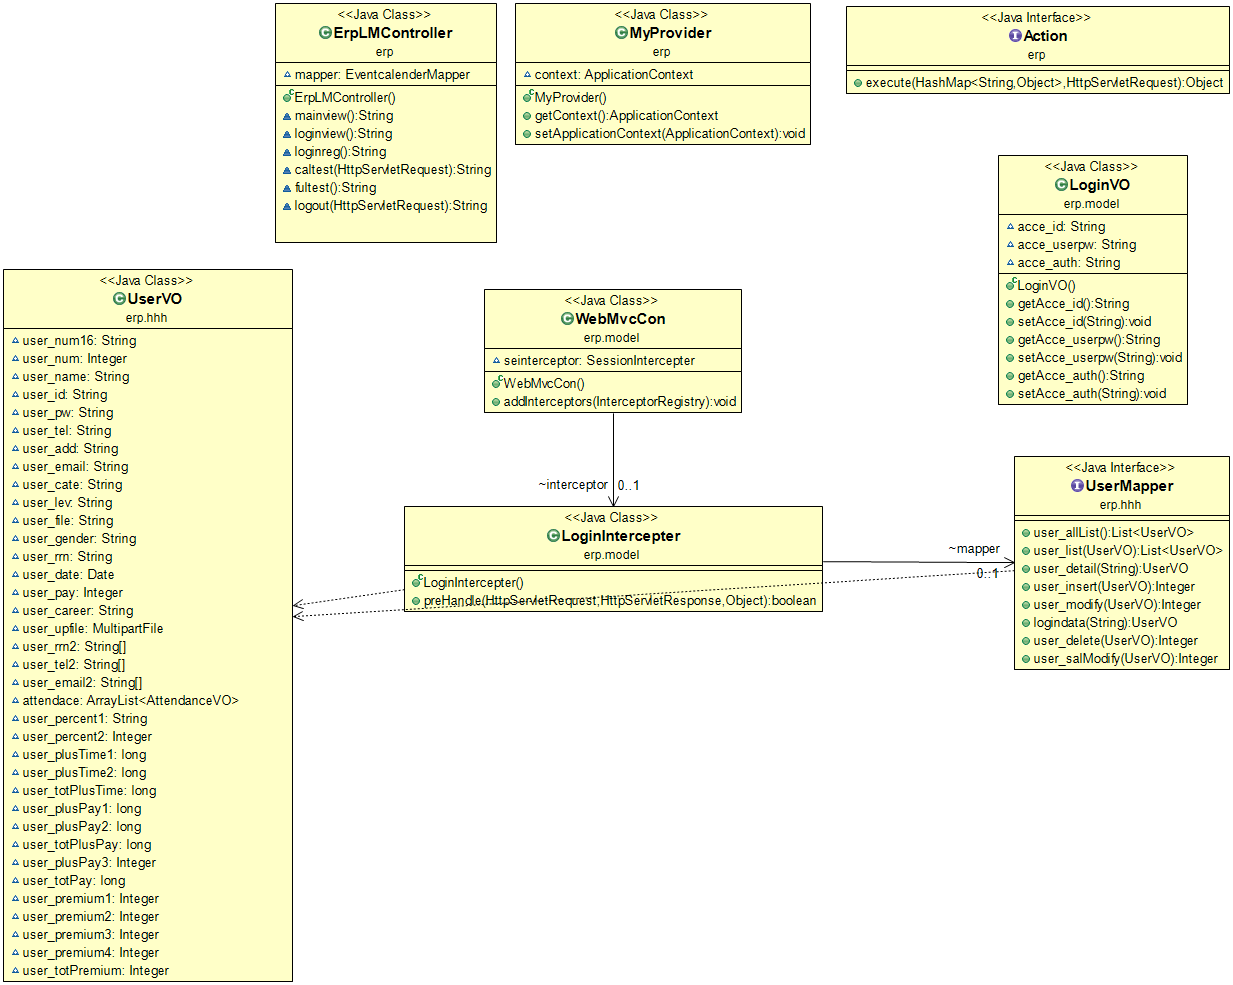 <<Java Class>>
ErpLMController
erp
mapper: EventcalenderMapper
ErpLMController()
mainview():String
loginview():String
loginreg():String
caltest(HttpServletRequest):String
fultest():String
logout(HttpServletRequest):String
<<Java Class>>
MyProvider
erp
context: ApplicationContext
MyProvider()
getContext():ApplicationContext
setApplicationContext(ApplicationContext):void
<<Java Interface>>
Action
erp
execute(HashMap<String,Object>,HttpServletRequest):Object
<<Java Class>>
LoginVO
erp.model
acce_id: String
acce_userpw: String
acce_auth: String
LoginVO()
getAcce_id():String
setAcce_id(String):void
getAcce_userpw():String
setAcce_userpw(String):void
getAcce_auth():String
setAcce_auth(String):void
<<Java Class>>
UserVO
erp.hhh
user_num16: String
user_num: Integer
user_name: String
user_id: String
user_pw: String
user_tel: String
user_add: String
user_email: String
user_cate: String
user_lev: String
user_file: String
user_gender: String
user_rrn: String
user_date: Date
user_pay: Integer
user_career: String
user_upfile: MultipartFile
user_rrn2: String[]
user_tel2: String[]
user_email2: String[]
attendace: ArrayList<AttendanceVO>
user_percent1: String
user_percent2: Integer
user_plusTime1: long
user_plusTime2: long
user_totPlusTime: long
user_plusPay1: long
user_plusPay2: long
user_totPlusPay: long
user_plusPay3: Integer
user_totPay: long
user_premium1: Integer
user_premium2: Integer
user_premium3: Integer
user_premium4: Integer
user_totPremium: Integer
<<Java Class>>
WebMvcCon
erp.model
seinterceptor: SessionIntercepter
WebMvcCon()
addInterceptors(InterceptorRegistry):void
~interceptor 0..1
<<Java Class>>
LoginIntercepter
erp.model
LoginIntercepter()
preHandle(HttpServletRequest,HttpServletResponse,Object):boolean
~mapper
0..1
<<Java Interface>>
UserMapper
erp.hhh
user_allList():List<UserVO>
user_list(UserVO):List<UserVO>
user_detail(String):UserVO
user_insert(UserVO):Integer
user_modify(UserVO):Integer
logindata(String):UserVO
user_delete(UserVO):Integer
user_salModify(UserVO):Integer